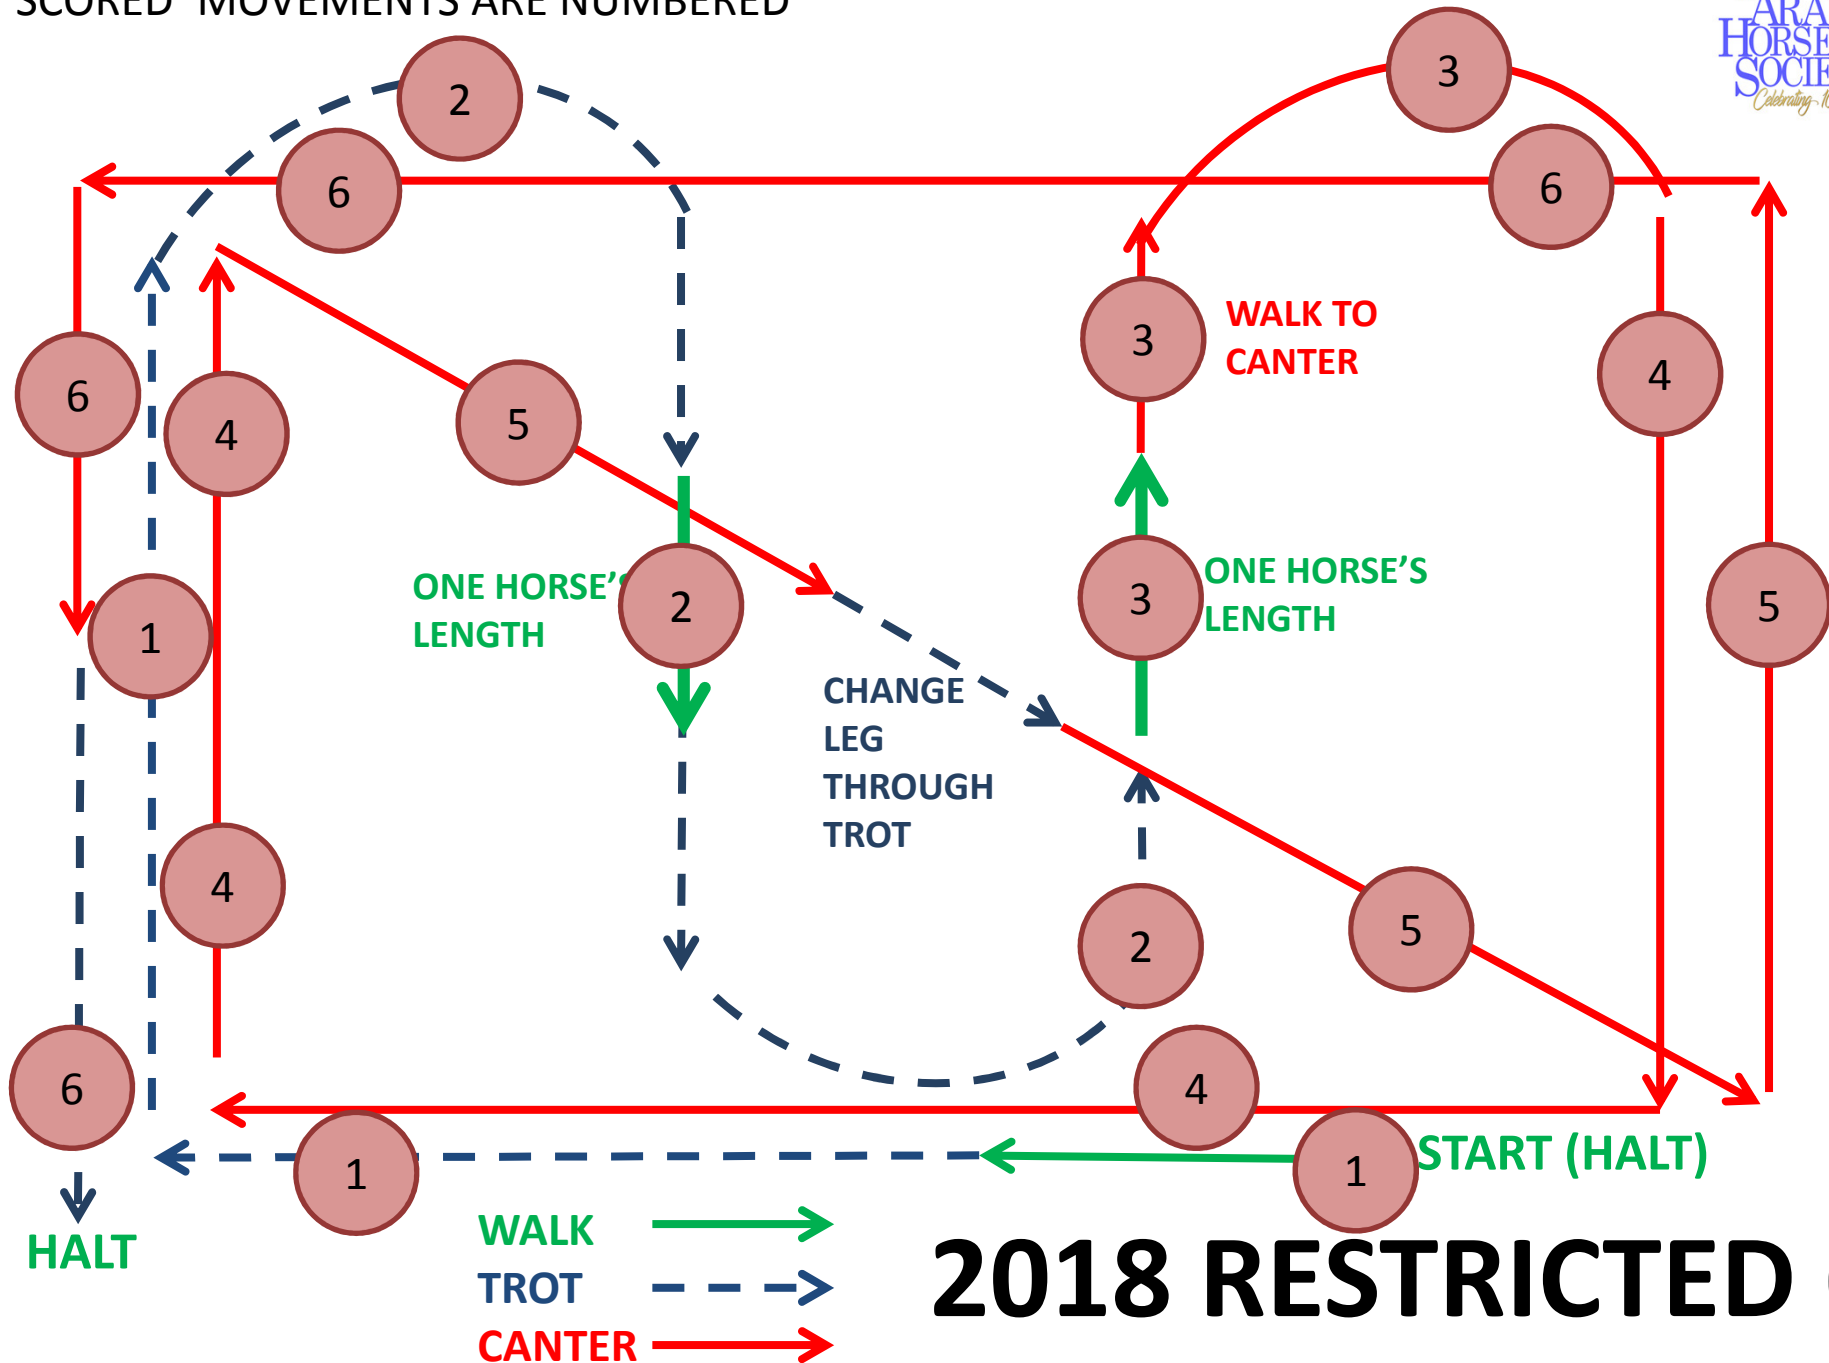 SCORED MOVEMENTS ARE NUMBERED
HORSE
Celebrating
3
2
6
6
3
WALK TO
CANTER
4
6
4
5
ONE HORSE'S
LENGTH
2
3
ONE HORSE'S
LENGTH
5
1
CHANGE
LEG
THROUGH
TROT
4
2
5
6
4
1
1
START (HALT)
HALT
WALK
TROT
CANTER
2018 RESTRICTED